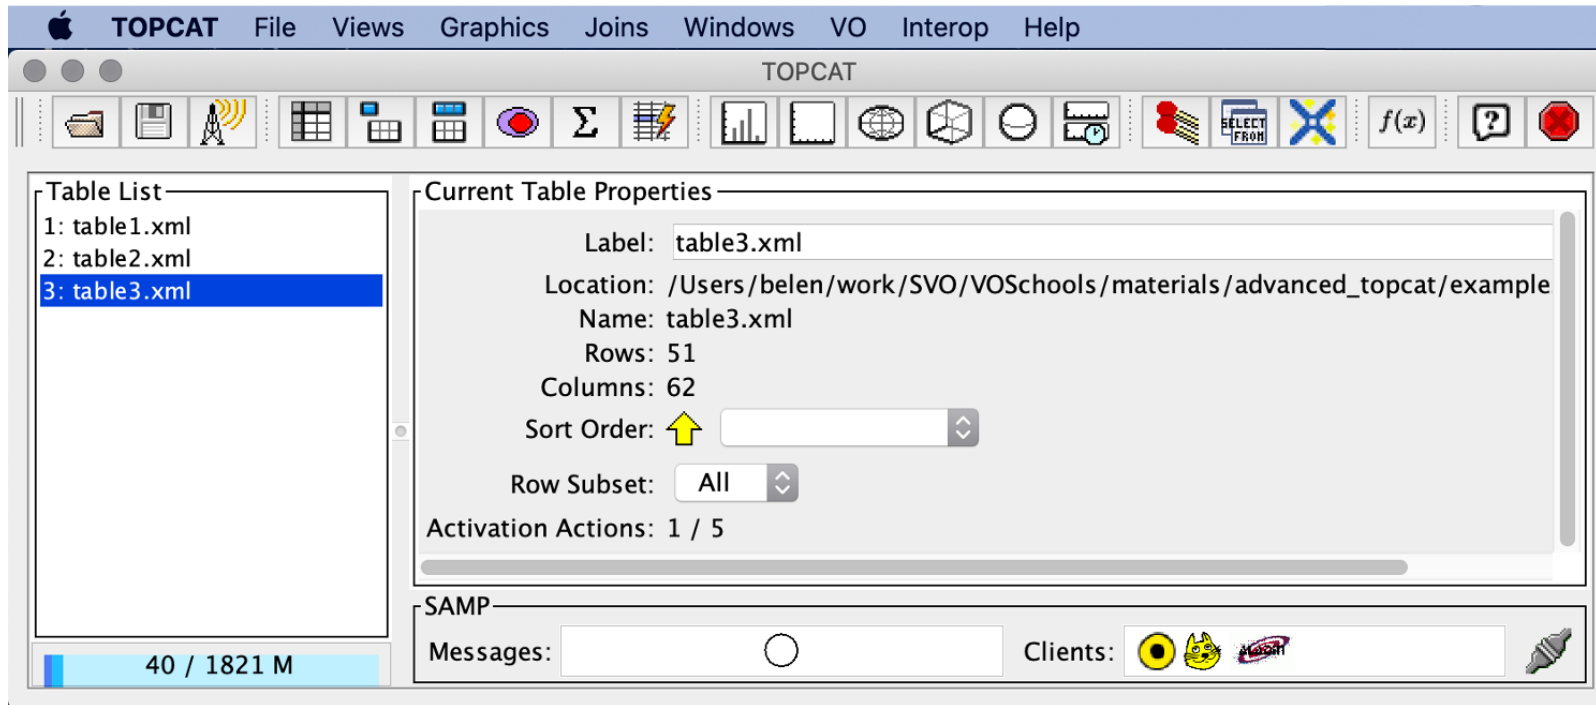 TOPCAT File Views Graphics Joins Windows VO Interop Help
TOPCAT
SELECT
FROM
f(x)
?
Table List
1: table1.xml
2: table2.xml
3: table3.xml
40 / 1821 M
Current Table Properties
Label: table3.xml
Location: /Users/belen/work/SVO/VOSchools/materials/advanced_topcat/example
Name: table3.xml
Rows: 51
Columns: 62
Sort Order:
Row Subset: All
Activation Actions: 1 / 5
SAMP
Messages:
Clients: